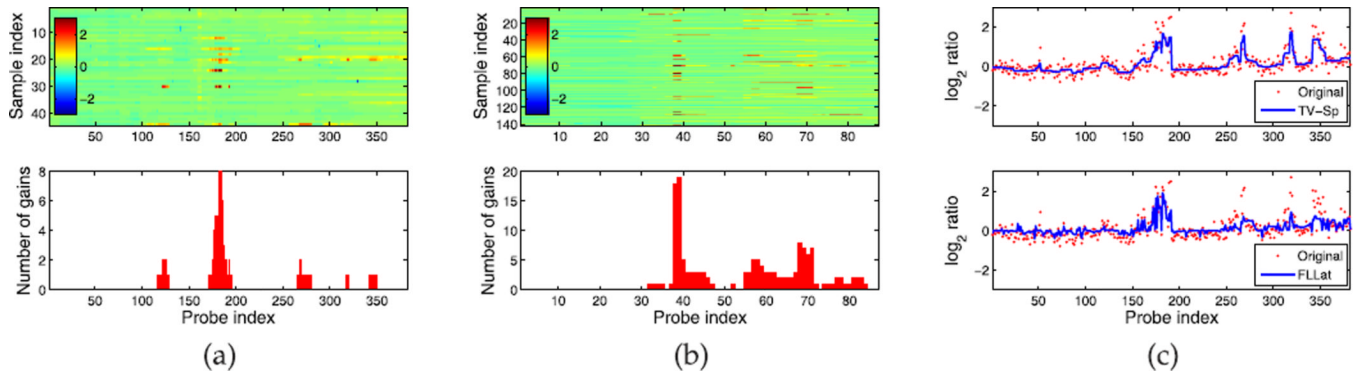 (a)
Sample index
10
20
30
40
2
0
−2
50 100 150 200 250 300 350
Number of gains
8
6
4
2
0
50 100 150 200 250 300 350
Probe index
(b)
Sample index
20
40
60
80
100
120
140
2
0
−2
10 20 30 40 50 60 70 80
Number of gains
20
15
10
5
0
10 20 30 40 50 60 70 80
Probe index
(c)
log2 ratio
2
0
−2
Original
TV−Sp
50 100 150 200 250 300 350
log2 ratio
2
0
−2
Original
FLLat
50 100 150 200 250 300 350
Probe index